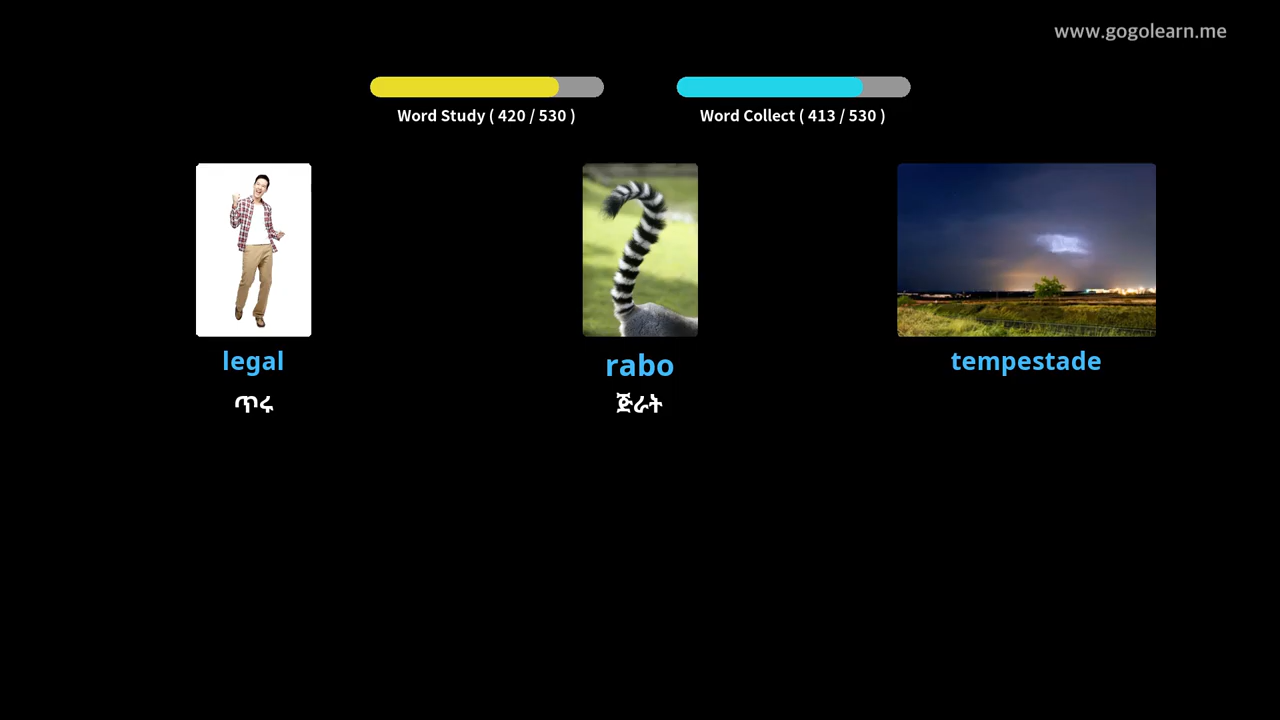 www.gogolearn.me
Word Study ( 420 / 530 )
Word Collect ( 413 / 530 )
legal
rabo
tempestade
ጥሩ
ጅራት